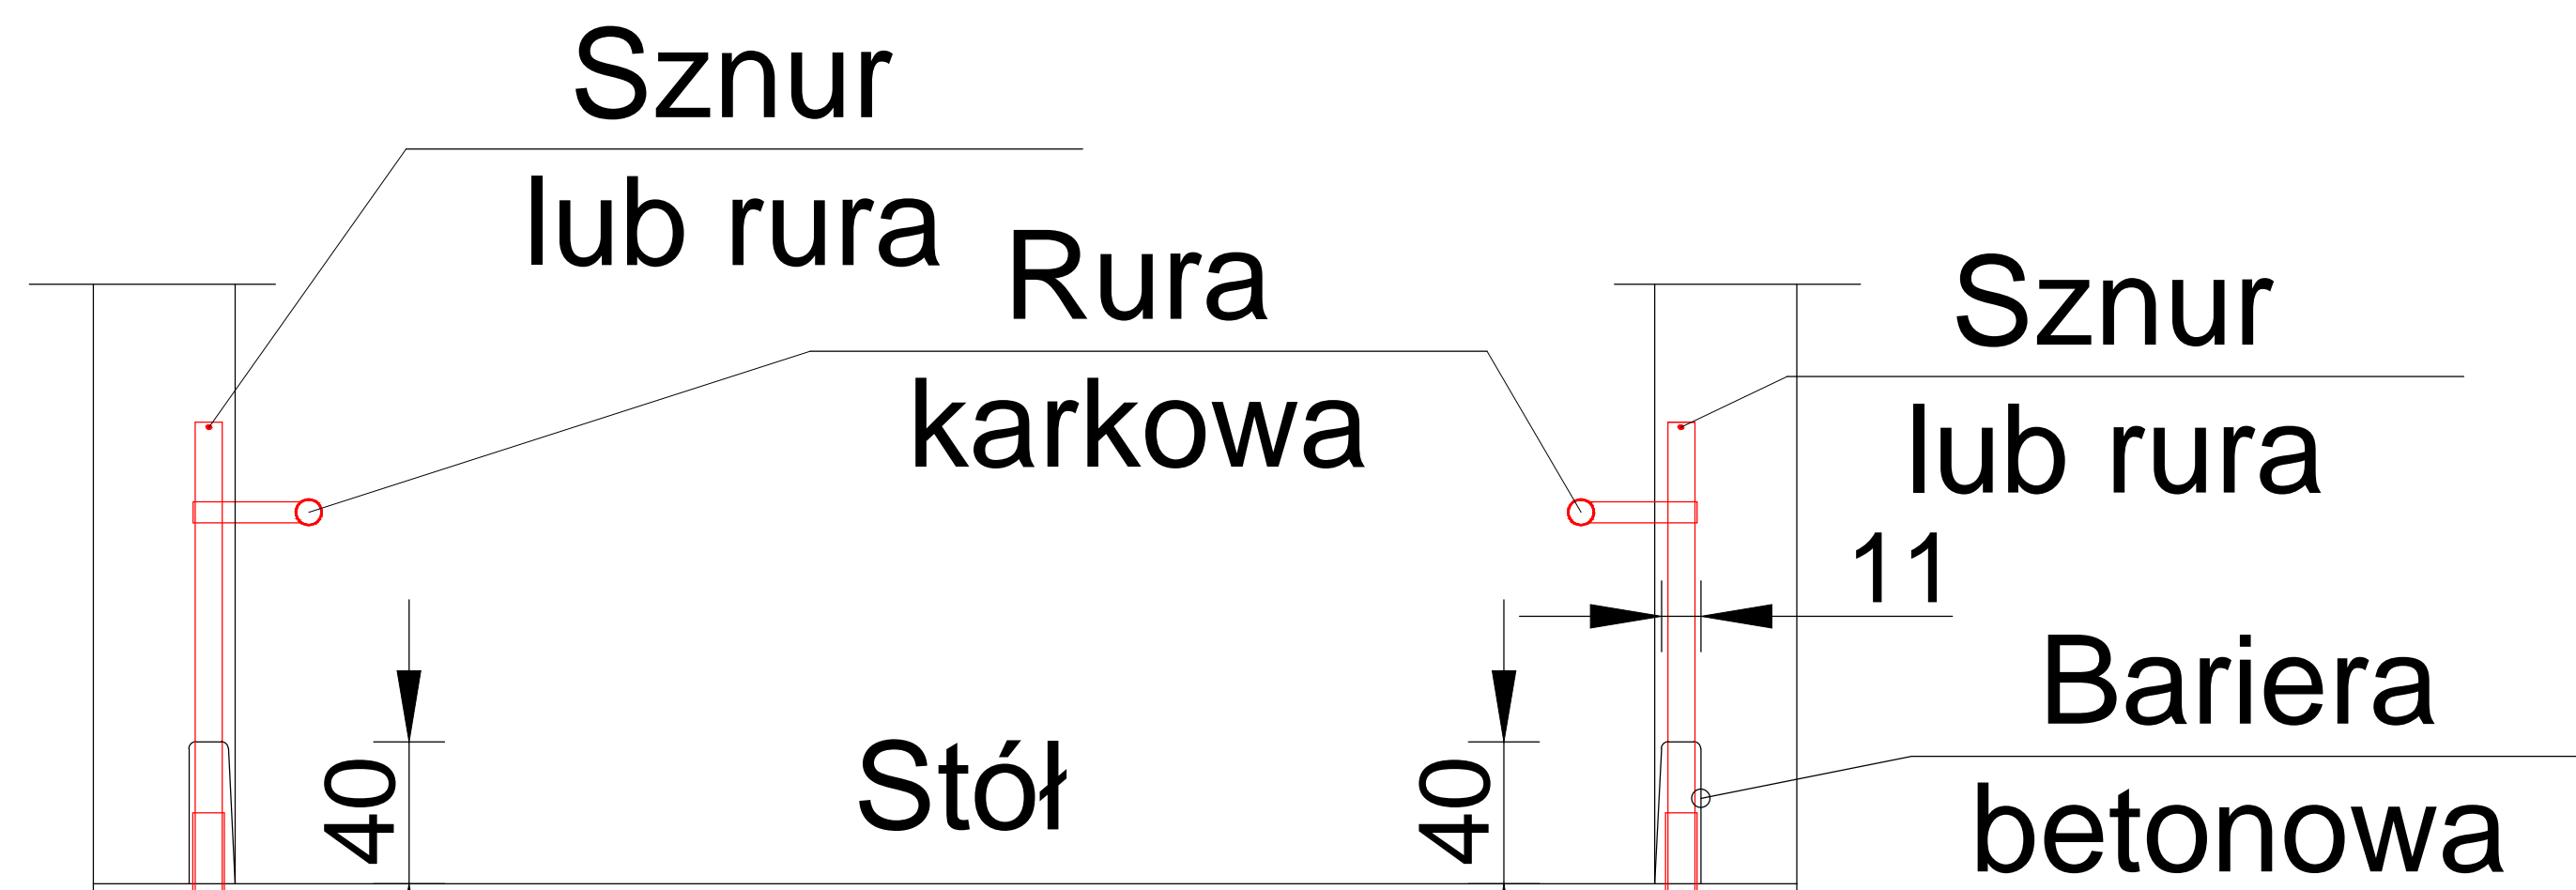 Sznur
lub rura
Rura
karkowa
Sznur
lub rura
11
Bariera
betonowa
40
Stół
40